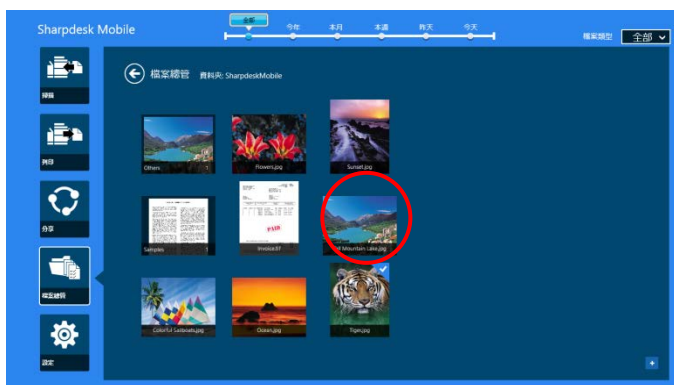 Sharpdesk Mobile
全部
今年
本月
本週
昨天
今天
檔案類型
全部
掃描
列印
分享
檔案總管
設定
檔案總管 資料夾: SharpdeskMobile
Others 1
Flowers.jpg
Sunset.jpg
Samples
Invoice.tif
PAID
Mountain Lake.jpg
Colorful Sailboats.jpg
Ocean.jpg
Tiger.jpg